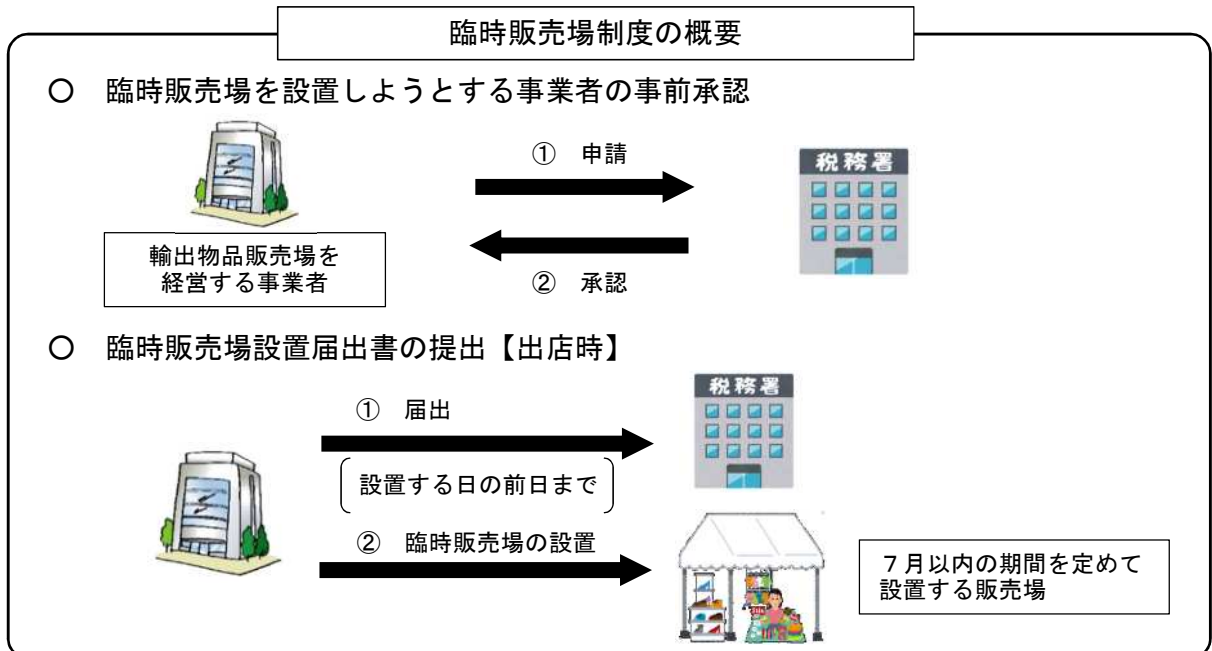 臨時販売場制度の概要
○ 臨時販売場を設置しようとする事業者の事前承認
① 申請
税務署
輸出物品販売場を
経営する事業者
② 承認
○ 臨時販売場設置届出書の提出【出店時】
税務署
① 届出
設置する日の前日まで
② 臨時販売場の設置
7月以内の期間を定めて
設置する販売場